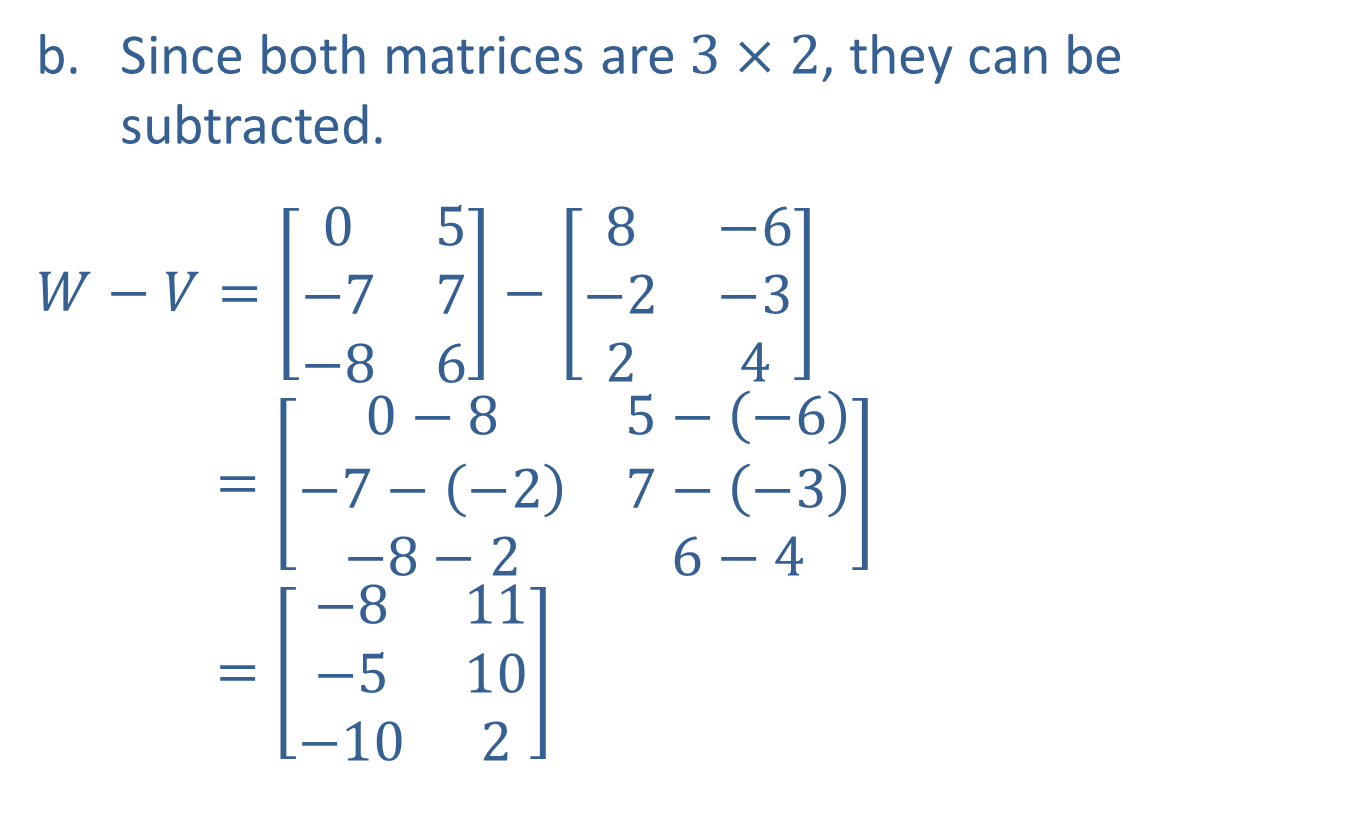 b. Since both matrices are 3 × 2, they can be
subtracted.
W − V = [0 5; −7 7; −8 6] − [8 −6; −2 −3; 2 4]
= [0 − 8 5 − (−6); −7 − (−2) 7 − (−3); −8 − 2 6 − 4]
= [−8 11; −5 10; −10 2]